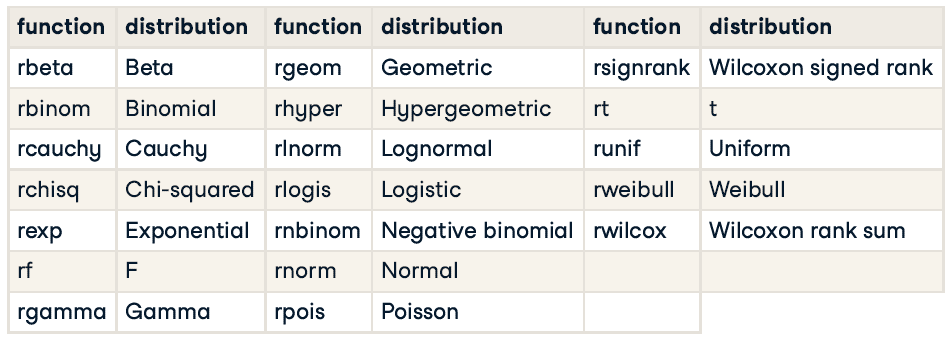 function distribution function distribution function distribution
rbeta Beta rgeom Geometric rsignrank Wilcoxon signed rank
rbinom Binomial rhyper Hypergeometric rt t
rcauchy Cauchy rlnorm Lognormal runif Uniform
rchisq Chi-squared rlogis Logistic rweibull Weibull
rexp Exponential rnbinom Negative binomial rwilcox Wilcoxon rank sum
rf F rnorm Normal
rgamma Gamma rpois Poisson